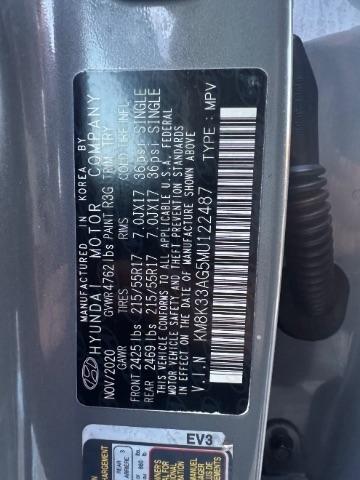 MANUFACTURED IN KOREA BY
HYUNDAI MOTOR COMPANY
NOV/2020 GVWR 4762 lbs PAINT R3G TRIM TRY
GAWR TIRES RIMS COLD TIRE INFL.
FRONT 2425 lbs 215/55R17 7.0JX17 36psi SINGLE
REAR 2469 lbs 215/55R17 7.0JX17 36psi SINGLE
THIS VEHICLE CONFORMS TO ALL APPLICABLE U.S.A. FEDERAL
MOTOR VEHICLE SAFETY AND THEFT PREVENTION STANDARDS
IN EFFECT ON THE DATE OF MANUFACTURE SHOWN ABOVE.
V.I.N KM8K33AG5MU122487 TYPE MPV
EV3
REAR 3
ARRIÈRE